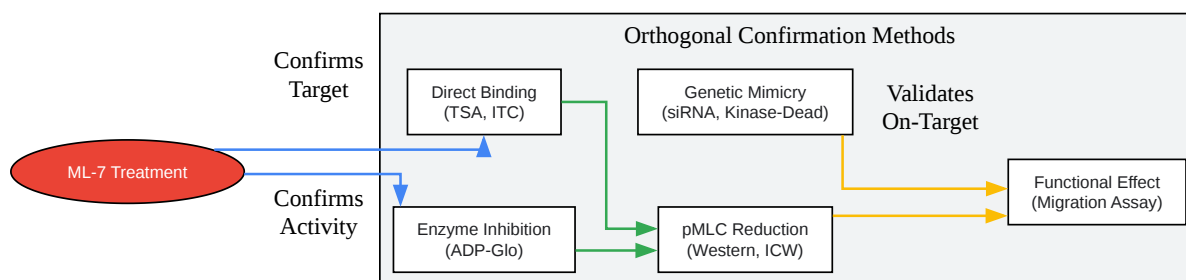 Orthogonal Confirmation Methods
Confirms
Target
Direct Binding
(TSA, ITC)
Genetic Mimicry
(siRNA, Kinase-Dead)
Validates
On-Target
ML-7 Treatment
Confirms
Activity
Enzyme Inhibition
(ADP-Glo)
pMLC Reduction
(Western, ICW)
Functional Effect
(Migration Assay)